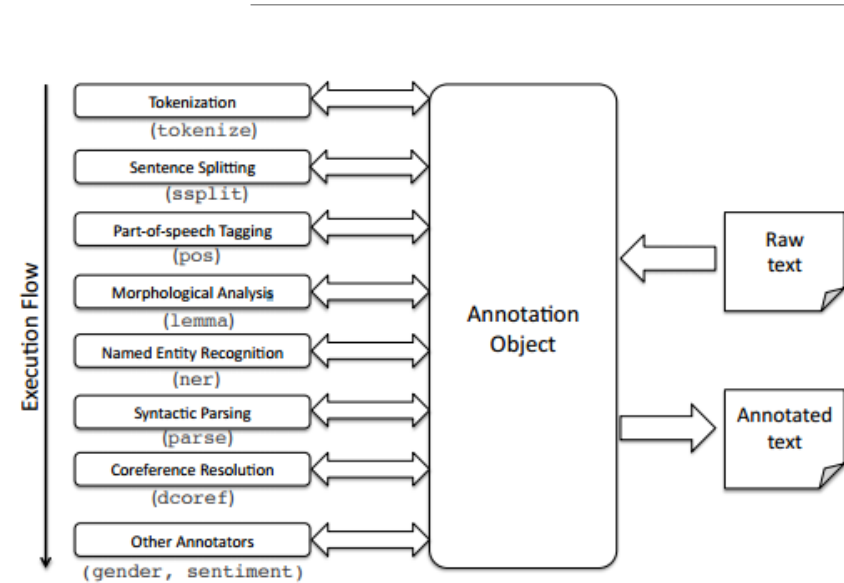 Execution Flow
Tokenization
(tokenize)
Sentence Splitting
(ssplit)
Part-of-speech Tagging
(pos)
Morphological Analysis
(lemma)
Named Entity Recognition
(ner)
Syntactic Parsing
(parse)
Coreference Resolution
(dcoref)
Other Annotators
(gender, sentiment)
Annotation
Object
Raw
text
Annotated
text